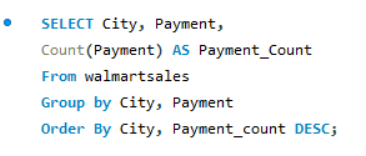 SELECT City, Payment,
Count(Payment) AS Payment_Count
From walmartsales
Group by City, Payment
Order By City, Payment_count DESC;